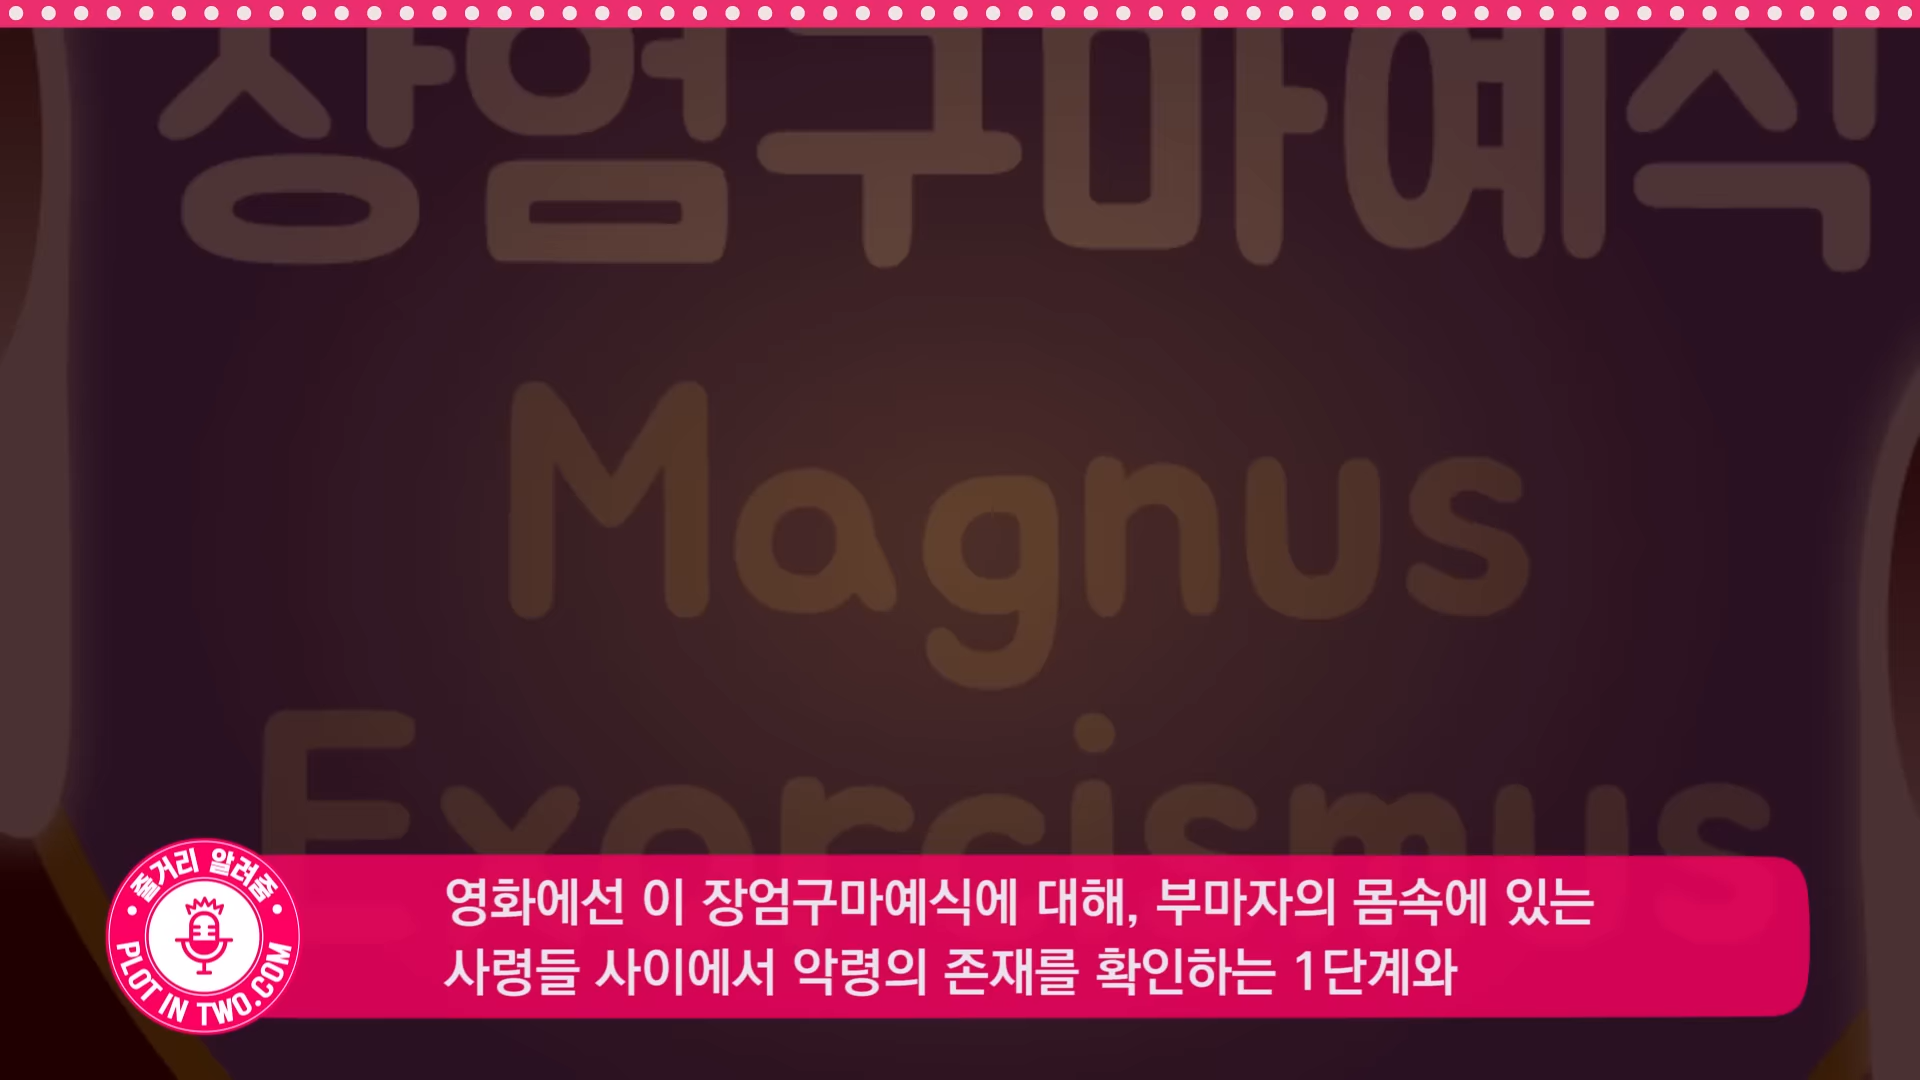 장엄구마예식
Magnus
Exorcismus
줄거리 알려줌
PLOT IN TWO.COM
영화에선 이 장엄구마예식에 대해, 부마자의 몸속에 있는
사령들 사이에서 악령의 존재를 확인하는 1단계와